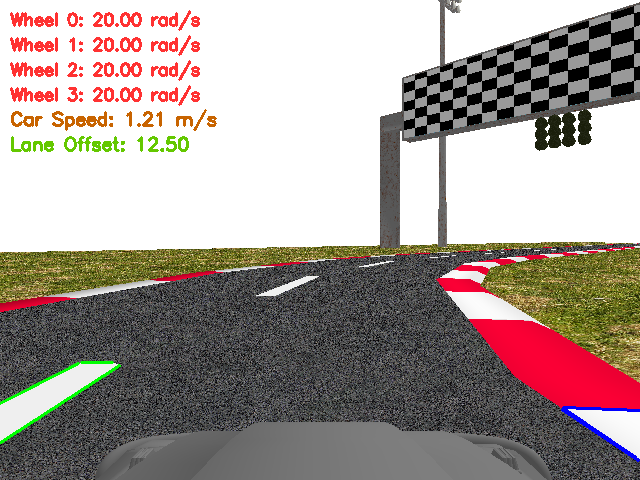 Wheel 0: 20.00 rad/s
Wheel 1: 20.00 rad/s
Wheel 2: 20.00 rad/s
Wheel 3: 20.00 rad/s
Car Speed: 1.21 m/s
Lane Offset: 12.50